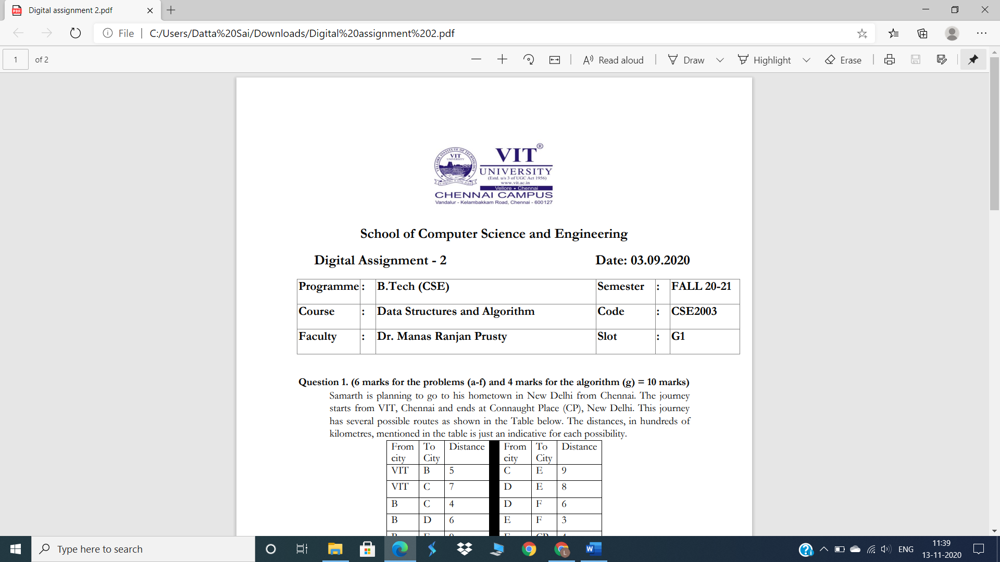 Digital assignment 2.pdf
File | C:/Users/Datta%20Sai/Downloads/Digital%20assignment%202.pdf
1 of 2
Read aloud
Draw
Highlight
Erase
VIT
UNIVERSITY
VIT®
UNIVERSITY
(Estd. u/s 3 of UGC Act 1956)
www.vit.ac.in
Vellore • Chennai
CHENNAI CAMPUS
Vandalur - Kelambakkam Road, Chennai - 600127
School of Computer Science and Engineering
Digital Assignment - 2 Date: 03.09.2020
Programme : B.Tech (CSE) Semester : FALL 20-21
Course : Data Structures and Algorithm Code : CSE2003
Faculty : Dr. Manas Ranjan Prusty Slot : G1
Question 1. (6 marks for the problems (a-f) and 4 marks for the algorithm (g) = 10 marks)
Samarth is planning to go to his hometown in New Delhi from Chennai. The journey
starts from VIT, Chennai and ends at Connaught Place (CP), New Delhi. This journey
has several possible routes as shown in the Table below. The distances, in hundreds of
kilometres, mentioned in the table is just an indicative for each possibility.
From city To City Distance From city To City Distance
VIT B 5 C E 9
VIT C 7 D E 8
B C 4 D F 6
B D 6 E F 3
Type here to search
ENG
11:39
13-11-2020